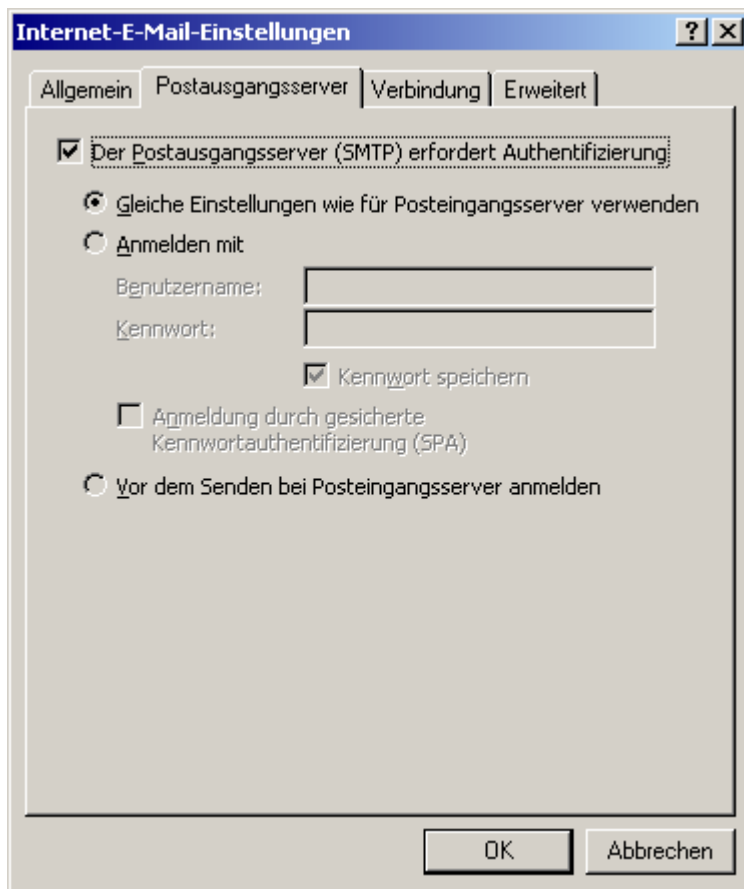 Internet-E-Mail-Einstellungen
Allgemein Postausgangsserver Verbindung Erweitert
Der Postausgangsserver (SMTP) erfordert Authentifizierung
Gleiche Einstellungen wie für Posteingangsserver verwenden
Anmelden mit
Benutzername:
Kennwort:
Kennwort speichern
Anmeldung durch gesicherte
Kennwortauthentifizierung (SPA)
Vor dem Senden bei Posteingangsserver anmelden
OK Abbrechen